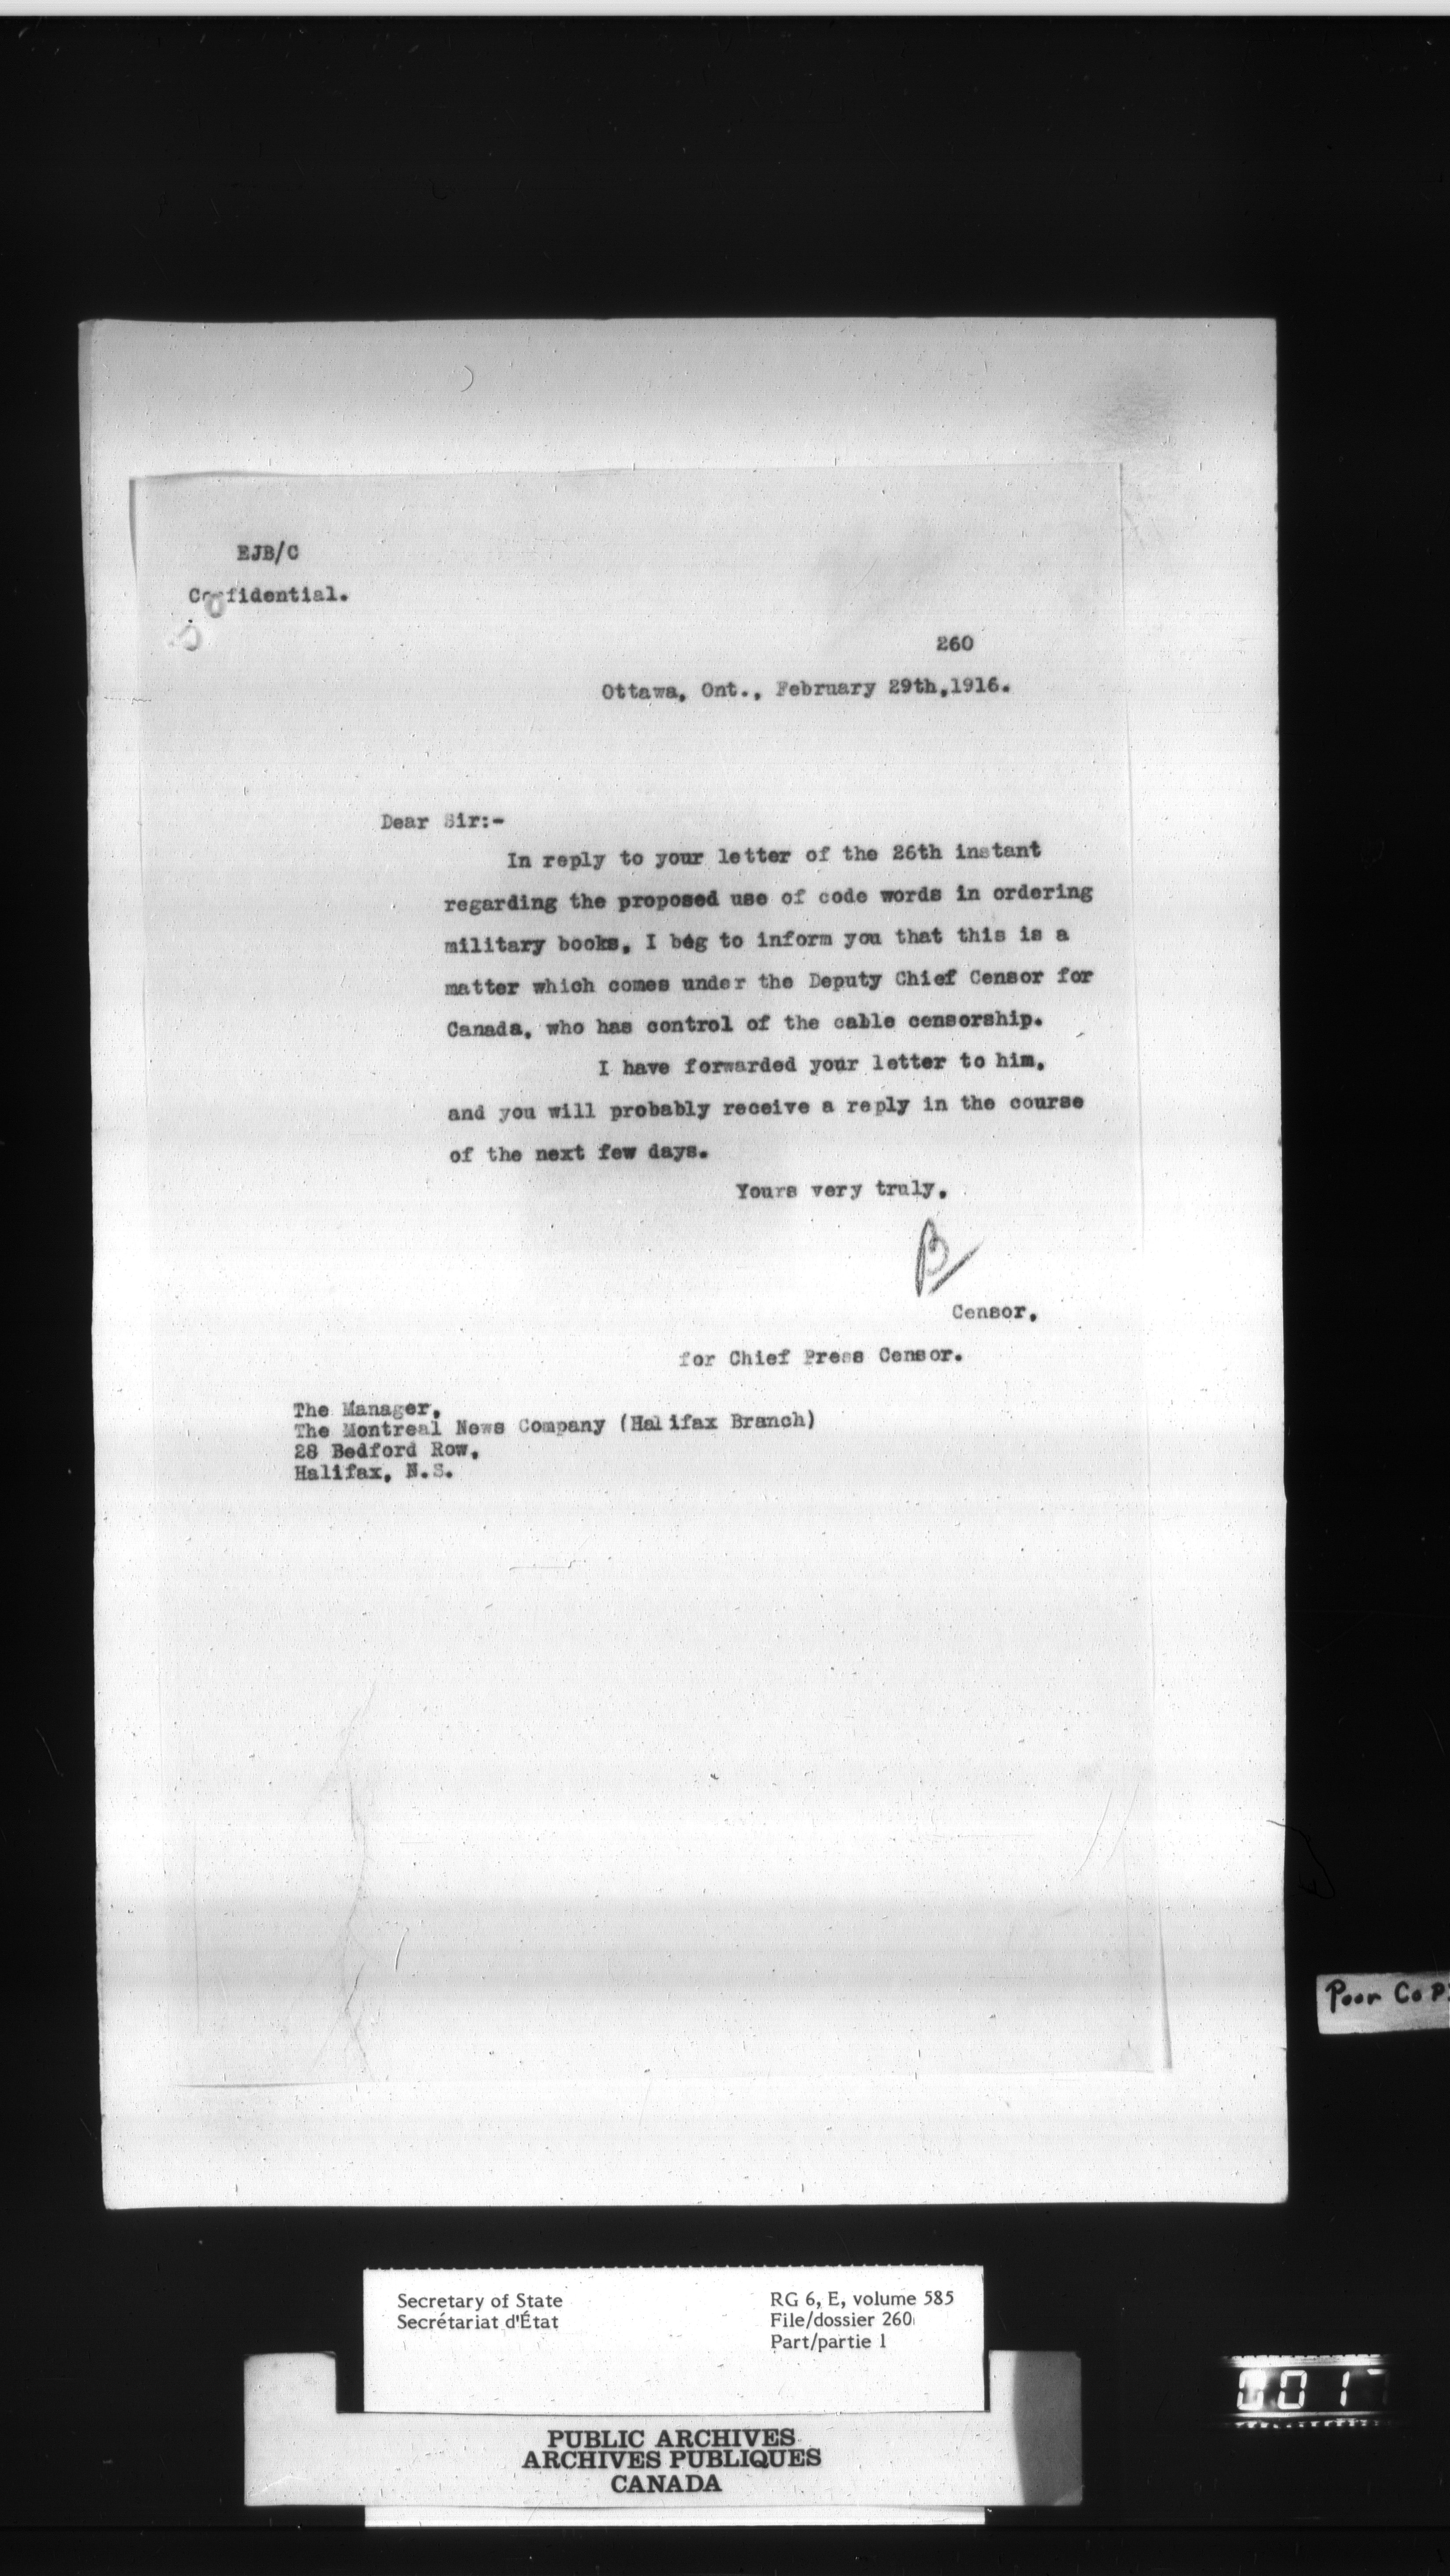 EJB/C
Confidential.
260
Ottawa, Ont., February 29th,1916.
Dear Sir:-
In reply to your letter of the 26th instant
regarding the proposed use of code words in ordering
military books, I beg to inform you that this is a
matter which comes under the Deputy Chief Censor for
Canada, who has control of the cable censorship.
I have forwarded your letter to him,
and you will probably receive a reply in the course
of the next few days.
Yours very truly,
B
Censor,
for Chief Press Censor.
The Manager,
The Montreal News Company (Halifax Branch)
28 Bedford Row,
Halifax, N.S.
Poor Cop
Secretary of State
Secrétariat d'État
RG 6, E, volume 585
File/dossier 260
Part/partie 1
PUBLIC ARCHIVES
ARCHIVES PUBLIQUES
CANADA
001